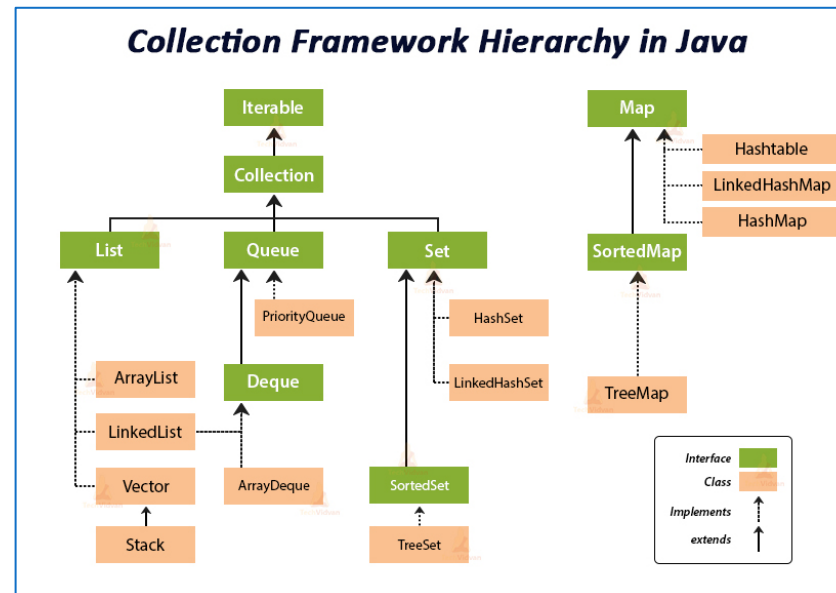 Collection Framework Hierarchy in Java
Iterable
Map
Hashtable
Collection
LinkedHashMap
HashMap
List
Queue
Set
SortedMap
PriorityQueue
HashSet
ArrayList
Deque
LinkedHashSet
TreeMap
LinkedList
Vector
ArrayDeque
SortedSet
Stack
TreeSet
Interface
Class
Implements
extends